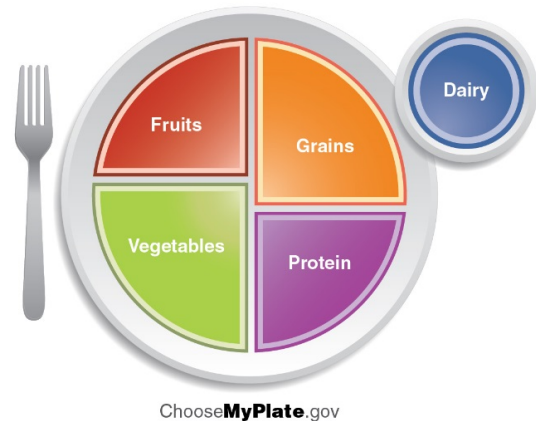 Dairy
Fruits
Grains
Vegetables
Protein
ChooseMyPlate.gov